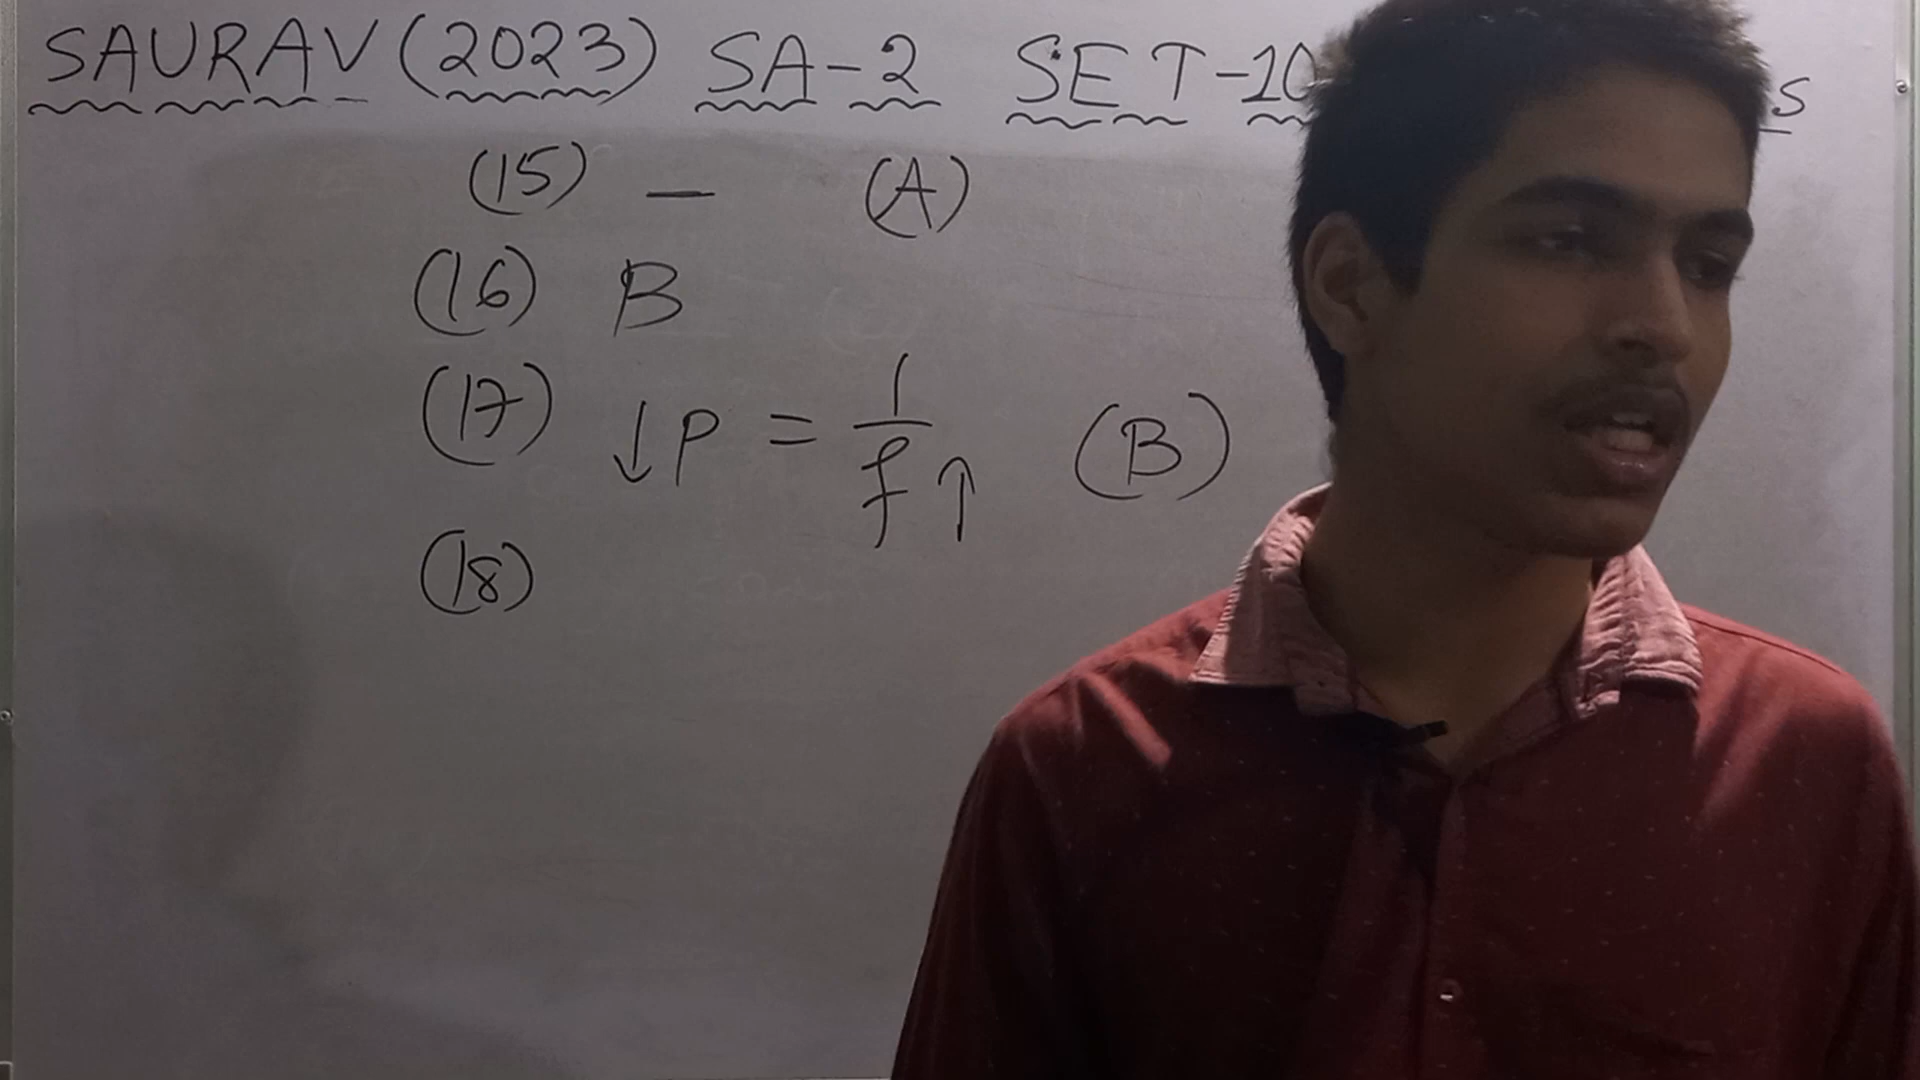 SAURAV (2023) SA-2 SET-10 s
(15) — (A)
(16) B
(17) ↓ P = 1/f ↑ (B)
(18)